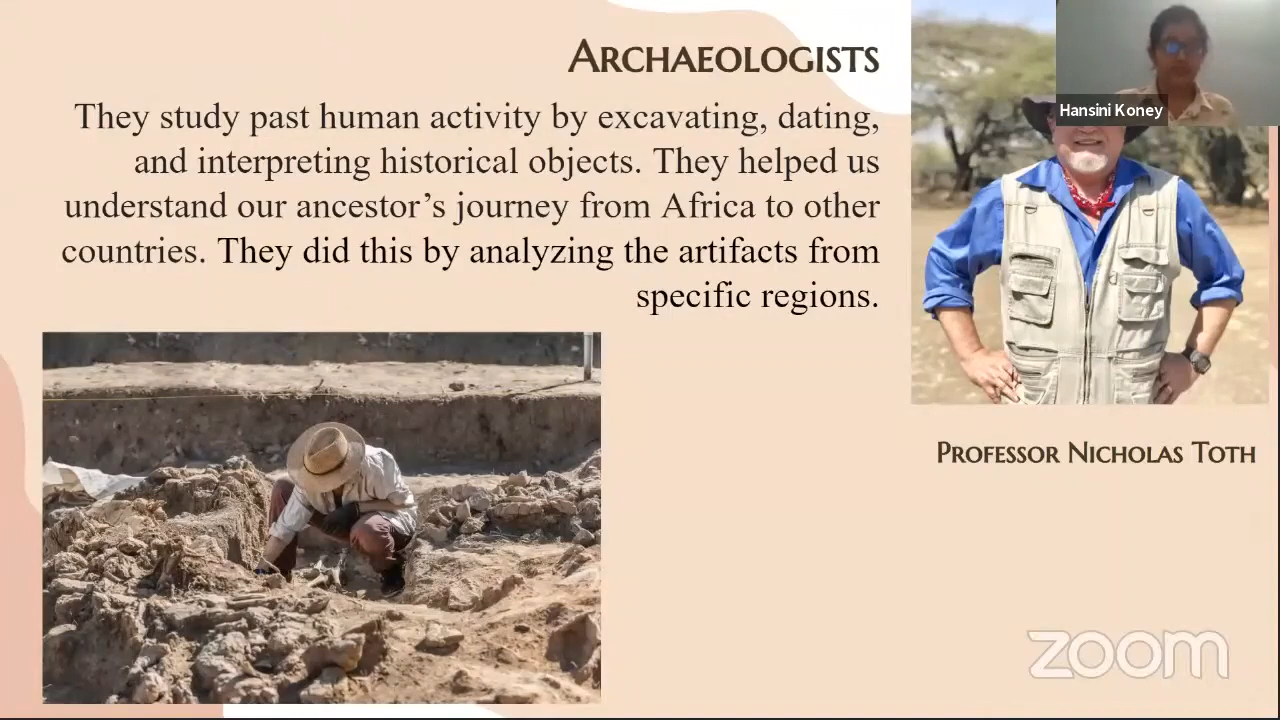 Archaeologists
They study past human activity by excavating, dating,
and interpreting historical objects. They helped us
understand our ancestor’s journey from Africa to other
countries. They did this by analyzing the artifacts from
specific regions.
Hansini Koney
Professor Nicholas Toth
zoom